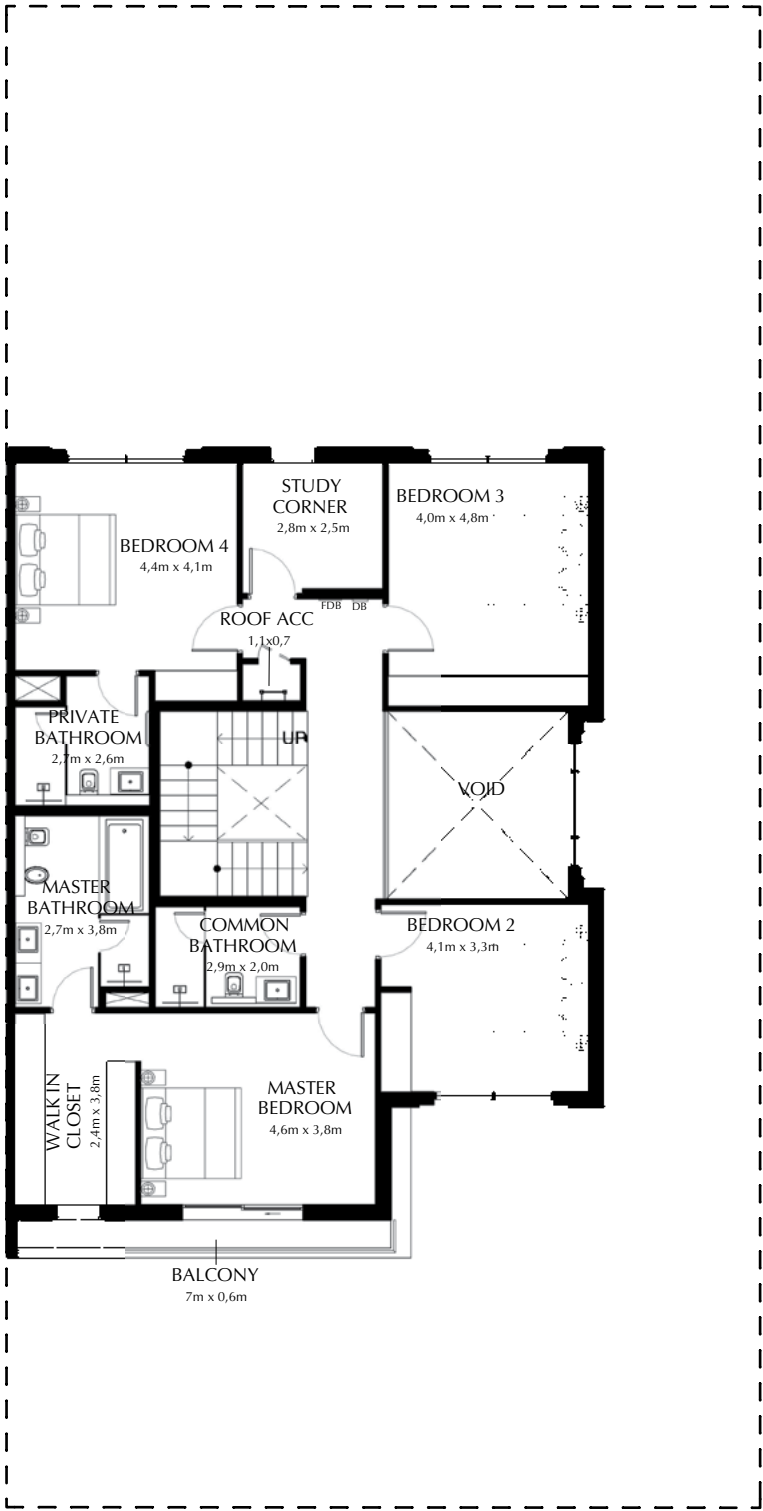 STUDY
CORNER
2,8m x 2,5m
BEDROOM 3
4,0m x 4,8m
BEDROOM 4
4,4m x 4,1m
FDB DB
ROOF ACC
1,1x0,7
PRIVATE
BATHROOM
2,7m x 2,6m
UP
VOID
MASTER
BATHROOM
2,7m x 3,8m
COMMON
BATHROOM
2,9m x 2,0m
BEDROOM 2
4,1m x 3,3m
WALK IN
CLOSET
2,4m x 3,8m
MASTER
BEDROOM
4,6m x 3,8m
BALCONY
7m x 0,6m